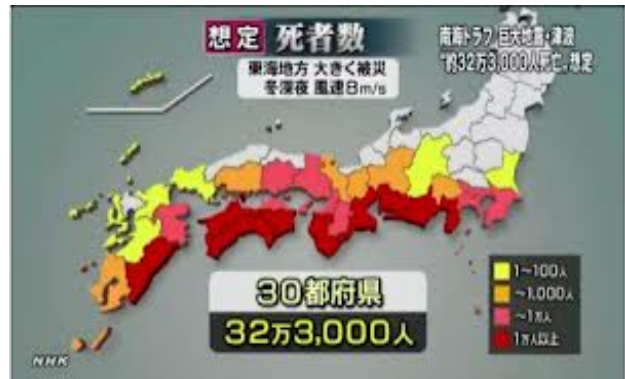 想定 死者数
南海トラフ 巨大地震・津波
“約32万3,000人死亡”想定
東海地方 大きく被災
冬深夜 風速8m/s
1〜100人
〜1,000人
〜1万人
1万人以上
30都府県
32万3,000人
NHK